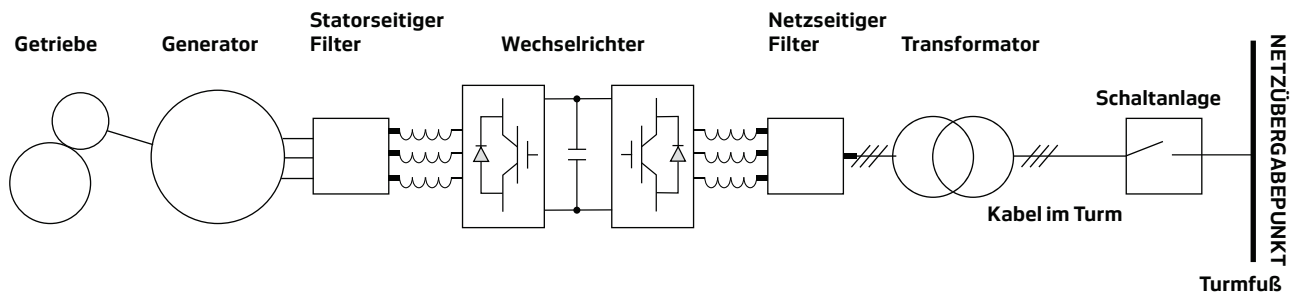 Getriebe
Generator
Statorseitiger
Filter
Wechselrichter
Netzseitiger
Filter
Transformator
Schaltanlage
Kabel im Turm
NETZÜBERGABEPUNKT
Turmfuß